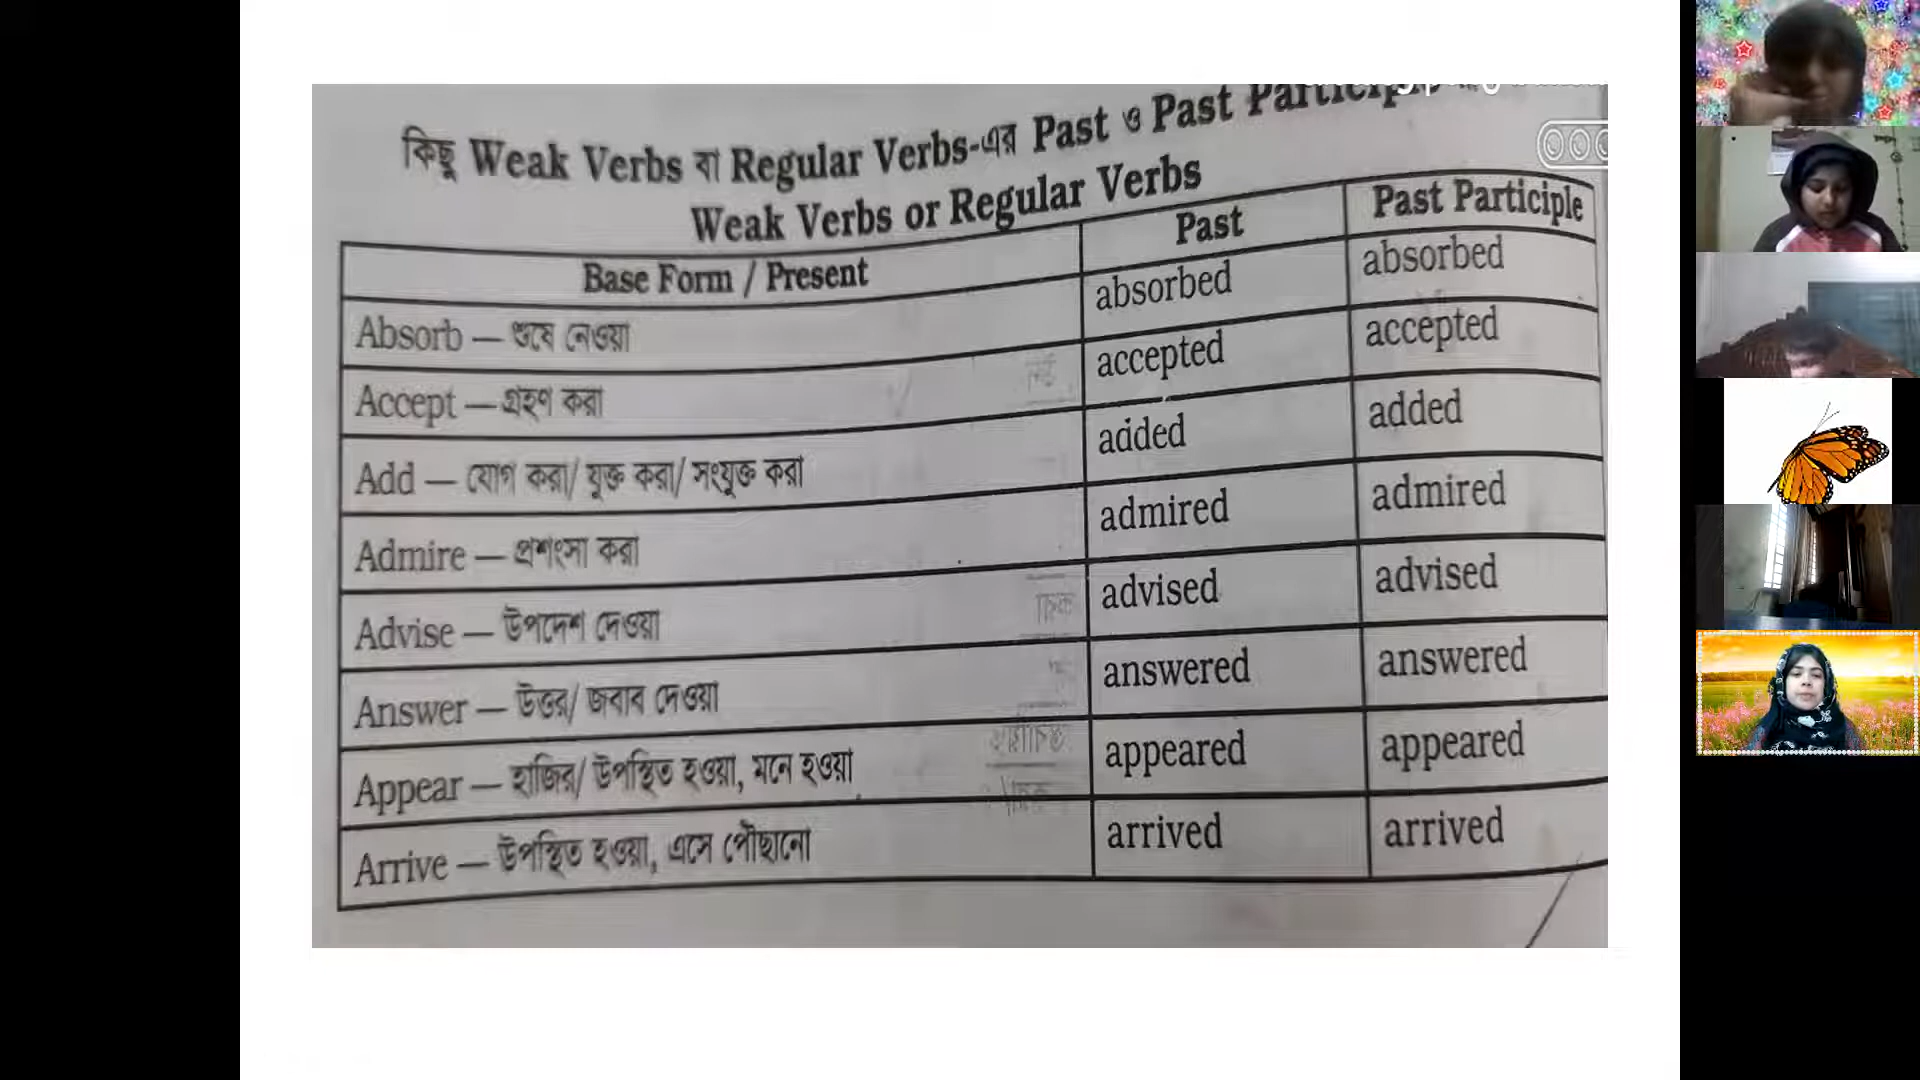 কিছু Weak Verbs বা Regular Verbs-এর Past ও Past
Weak Verbs or Regular Verbs
Base Form / Present Past Past Participle
Absorb — শুষে নেওয়া absorbed absorbed
Accept — গ্রহণ করা accepted accepted
Add — যোগ করা/ যুক্ত করা/ সংযুক্ত করা added added
Admire — প্রশংসা করা admired admired
Advise — উপদেশ দেওয়া advised advised
Answer — উত্তর/ জবাব দেওয়া answered answered
Appear — হাজির/ উপস্থিত হওয়া, মনে হওয়া appeared appeared
Arrive — উপস্থিত হওয়া, এসে পৌঁছানো arrived arrived